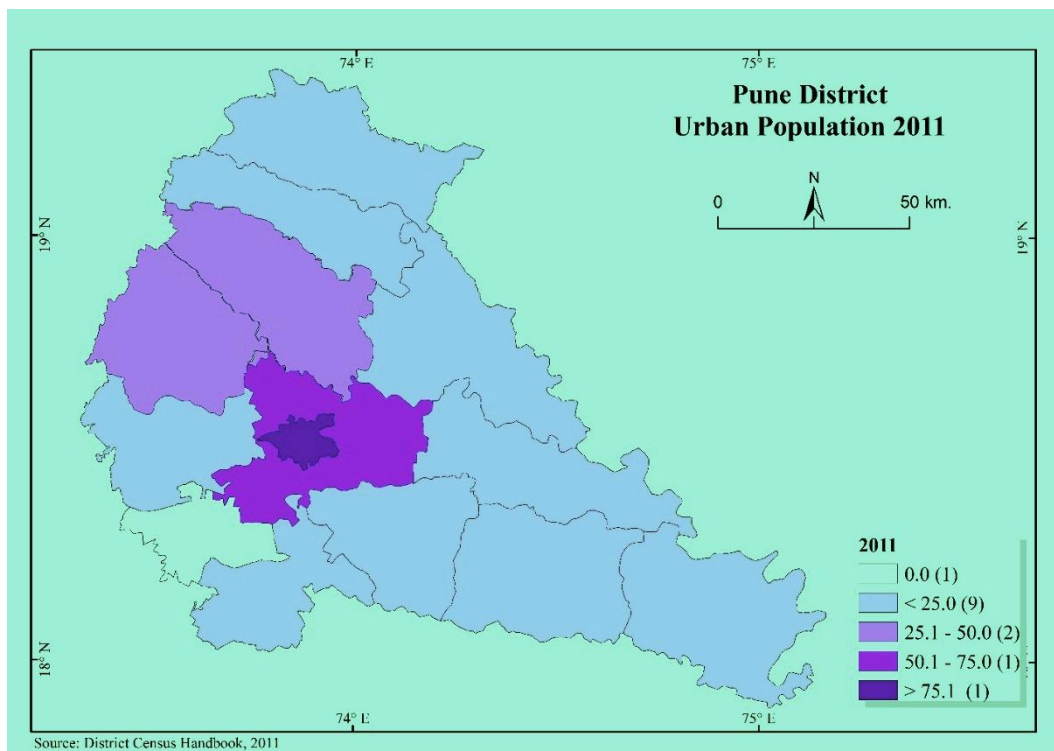 74° E
75° E
Pune District
Urban Population 2011
N
0 50 km.
19° N
19° N
2011
0.0 (1)
< 25.0 (9)
25.1 - 50.0 (2)
50.1 - 75.0 (1)
> 75.1 (1)
18° N
74° E
75° E
Source: District Census Handbook, 2011